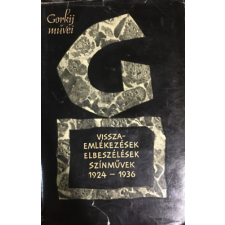 Gorkij
művei
G
VISSZA-
EMLÉKEZÉSEK
ELBESZÉLÉSEK
SZÍNMŰVEK
1924 – 1936